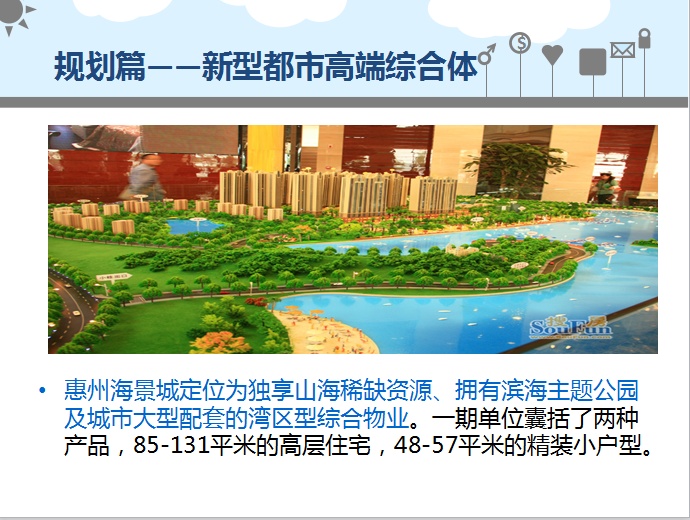 规划篇——新型都市高端综合体
搜房
SouFun
• 惠州海景城定位为独享山海稀缺资源、拥有滨海主题公园
及城市大型配套的湾区型综合物业。一期单位囊括了两种
产品，85-131平米的高层住宅，48-57平米的精装小户型。